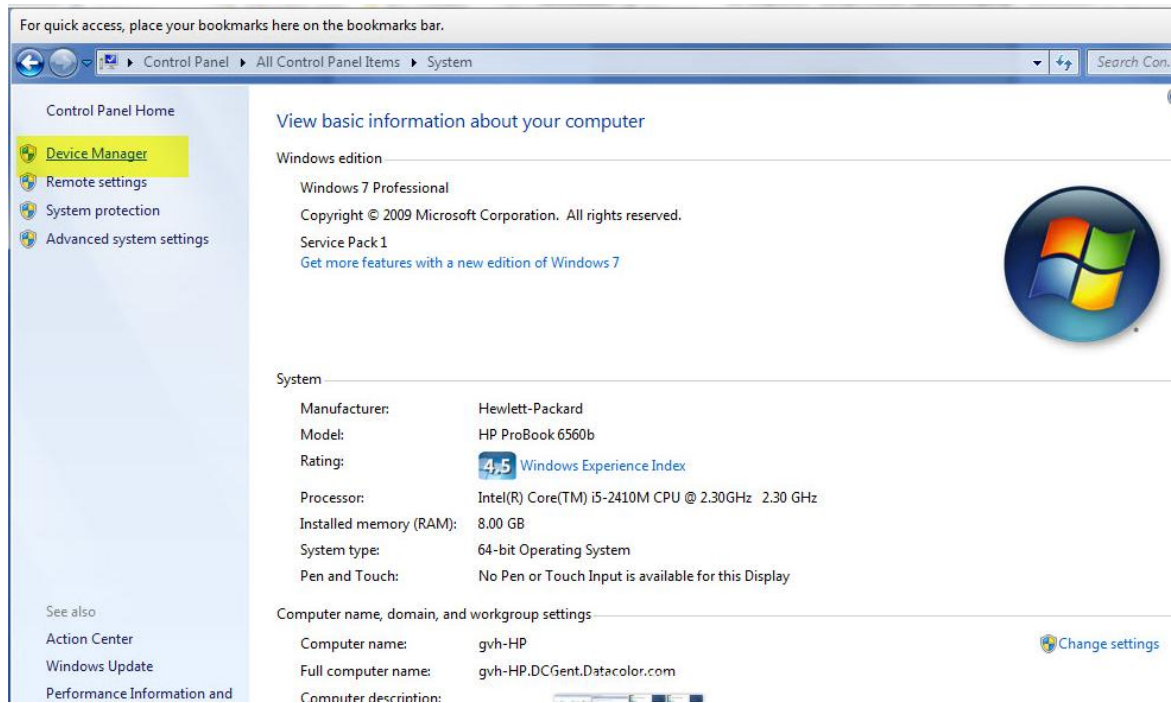 For quick access, place your bookmarks here on the bookmarks bar.
Control Panel All Control Panel Items System
Search Con.
Control Panel Home
Device Manager
Remote settings
System protection
Advanced system settings
See also
Action Center
Windows Update
Performance Information and
View basic information about your computer
Windows edition
Windows 7 Professional
Copyright © 2009 Microsoft Corporation. All rights reserved.
Service Pack 1
Get more features with a new edition of Windows 7
System
Manufacturer: Hewlett-Packard
Model: HP ProBook 6560b
Rating: 4,5 Windows Experience Index
Processor: Intel(R) Core(TM) i5-2410M CPU @ 2.30GHz 2.30 GHz
Installed memory (RAM): 8.00 GB
System type: 64-bit Operating System
Pen and Touch: No Pen or Touch Input is available for this Display
Computer name, domain, and workgroup settings
Computer name: gvh-HP
Change settings
Full computer name: gvh-HP.DCGent.Datacolor.com
Computer description: